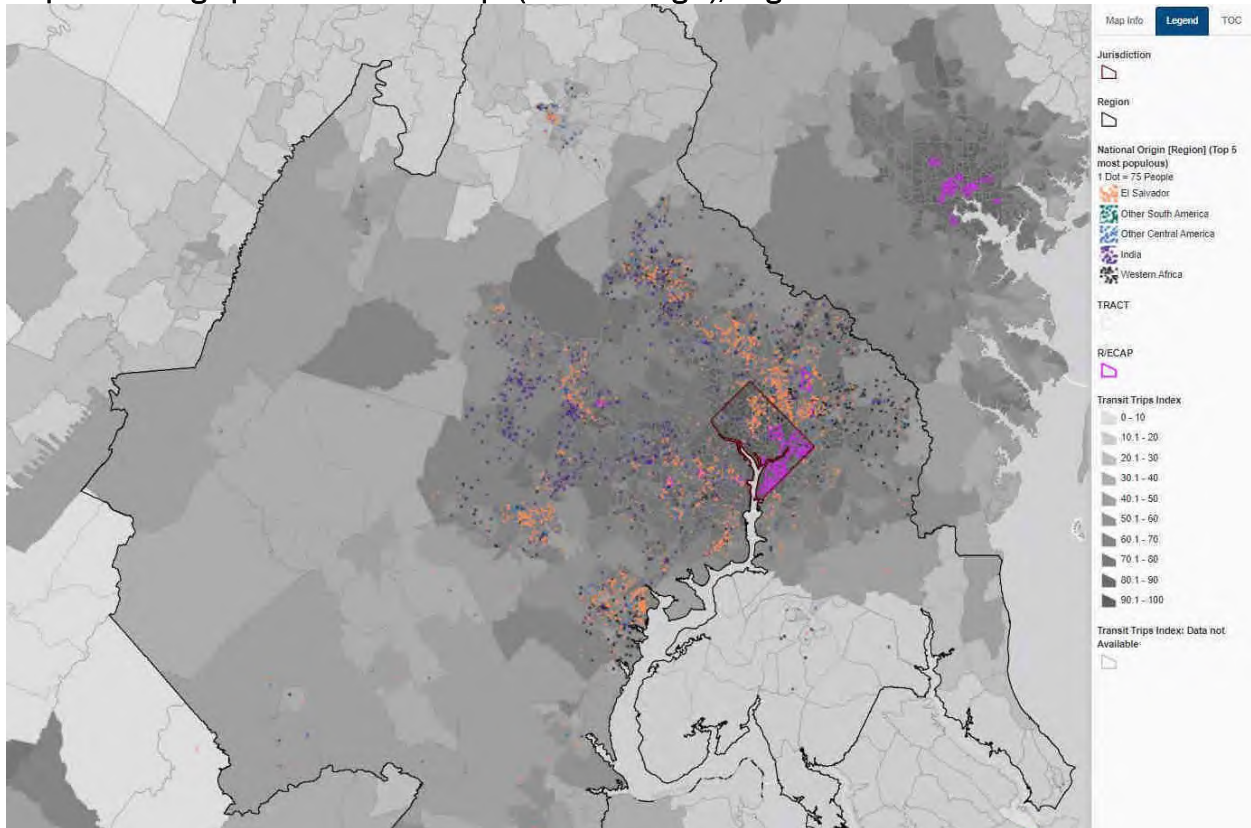 Map Info Legend TOC
Jurisdiction
Region
National Origin [Region] (Top 5
most populous)
1 Dot = 75 People
El Salvador
Other South America
Other Central America
India
Western Africa
TRACT
R/ECAP
Transit Trips Index
0 - 10
10.1 - 20
20.1 - 30
30.1 - 40
40.1 - 50
50.1 - 60
60.1 - 70
70.1 - 80
80.1 - 90
90.1 - 100
Transit Trips Index: Data not
Available